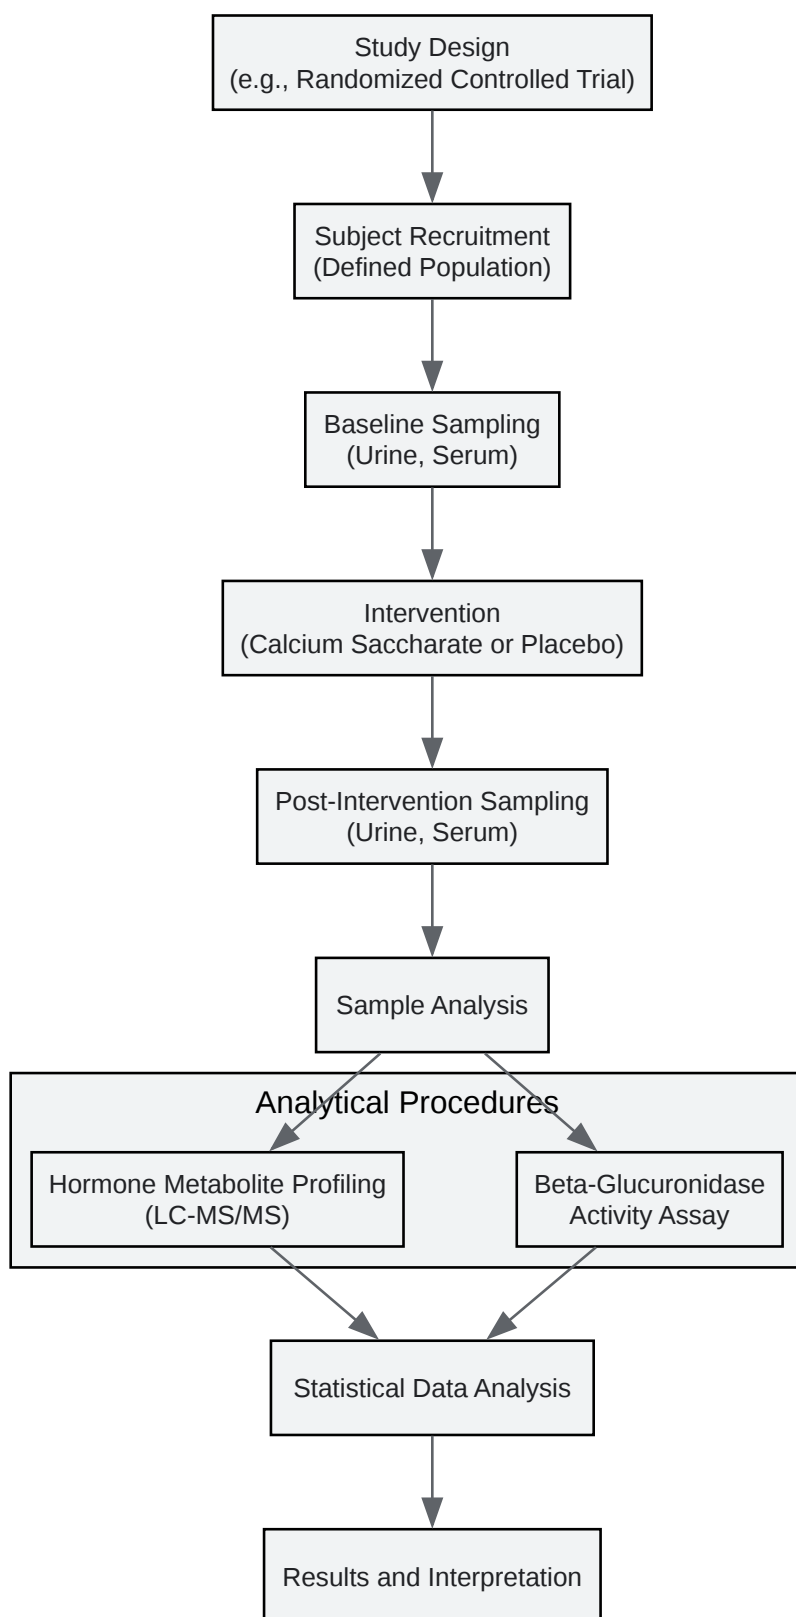 Study Design
(e.g., Randomized Controlled Trial)
Subject Recruitment
(Defined Population)
Baseline Sampling
(Urine, Serum)
Intervention
(Calcium Saccharate or Placebo)
Post-Intervention Sampling
(Urine, Serum)
Sample Analysis
Analytical Procedures
Hormone Metabolite Profiling
(LC-MS/MS)
Beta-Glucuronidase
Activity Assay
Statistical Data Analysis
Results and Interpretation